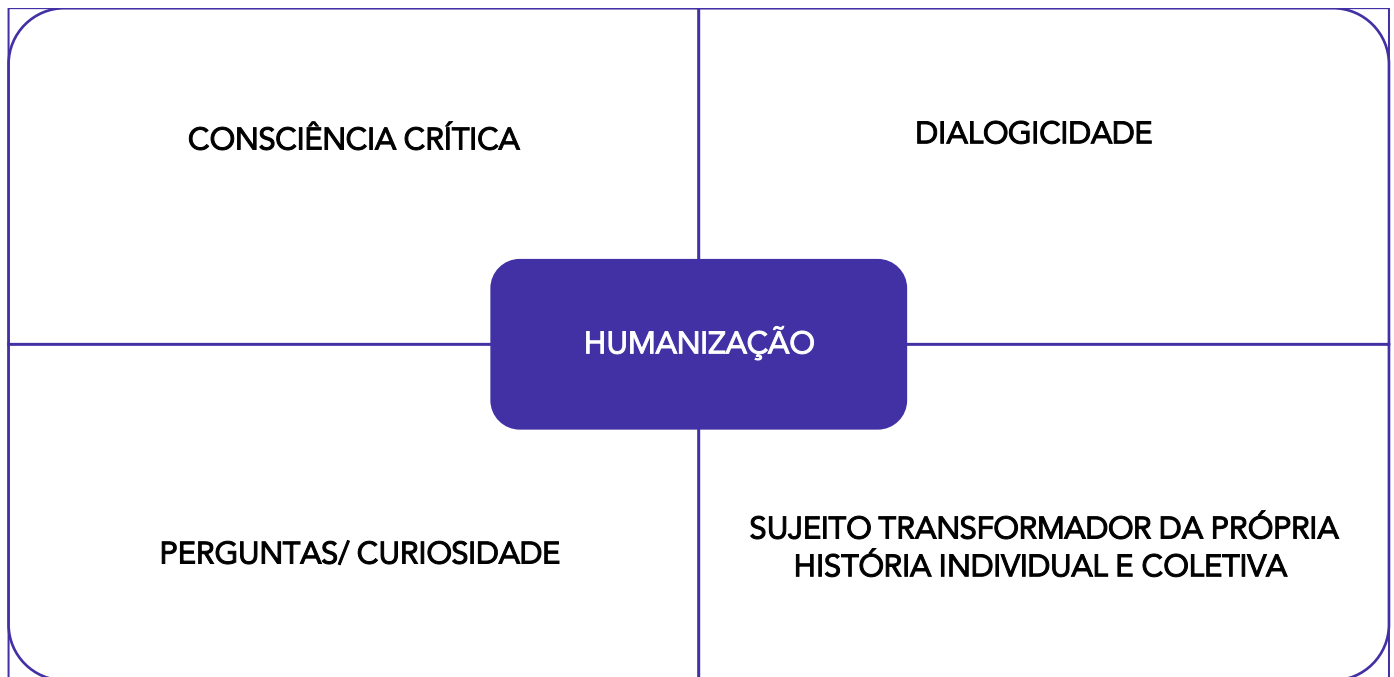 CONSCIÊNCIA CRÍTICA
DIALOGICIDADE
HUMANIZAÇÃO
PERGUNTAS/ CURIOSIDADE
SUJEITO TRANSFORMADOR DA PRÓPRIA
HISTÓRIA INDIVIDUAL E COLETIVA